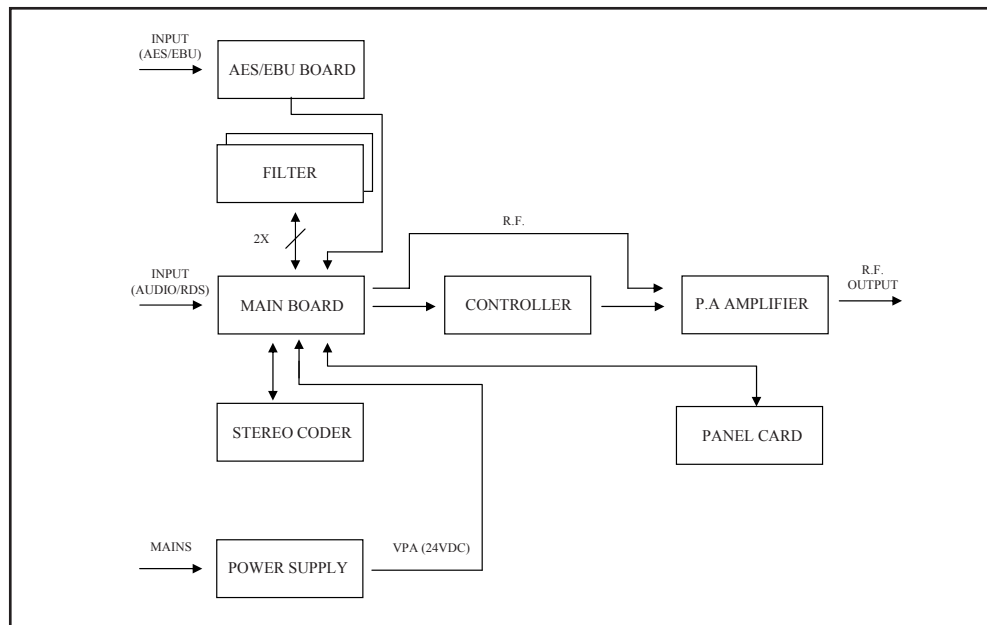 INPUT
(AES/EBU)
AES/EBU BOARD
FILTER
2X
R.F.
INPUT
(AUDIO/RDS)
MAIN BOARD
CONTROLLER
P.A AMPLIFIER
R.F.
OUTPUT
STEREO CODER
PANEL CARD
MAINS
POWER SUPPLY
VPA (24VDC)